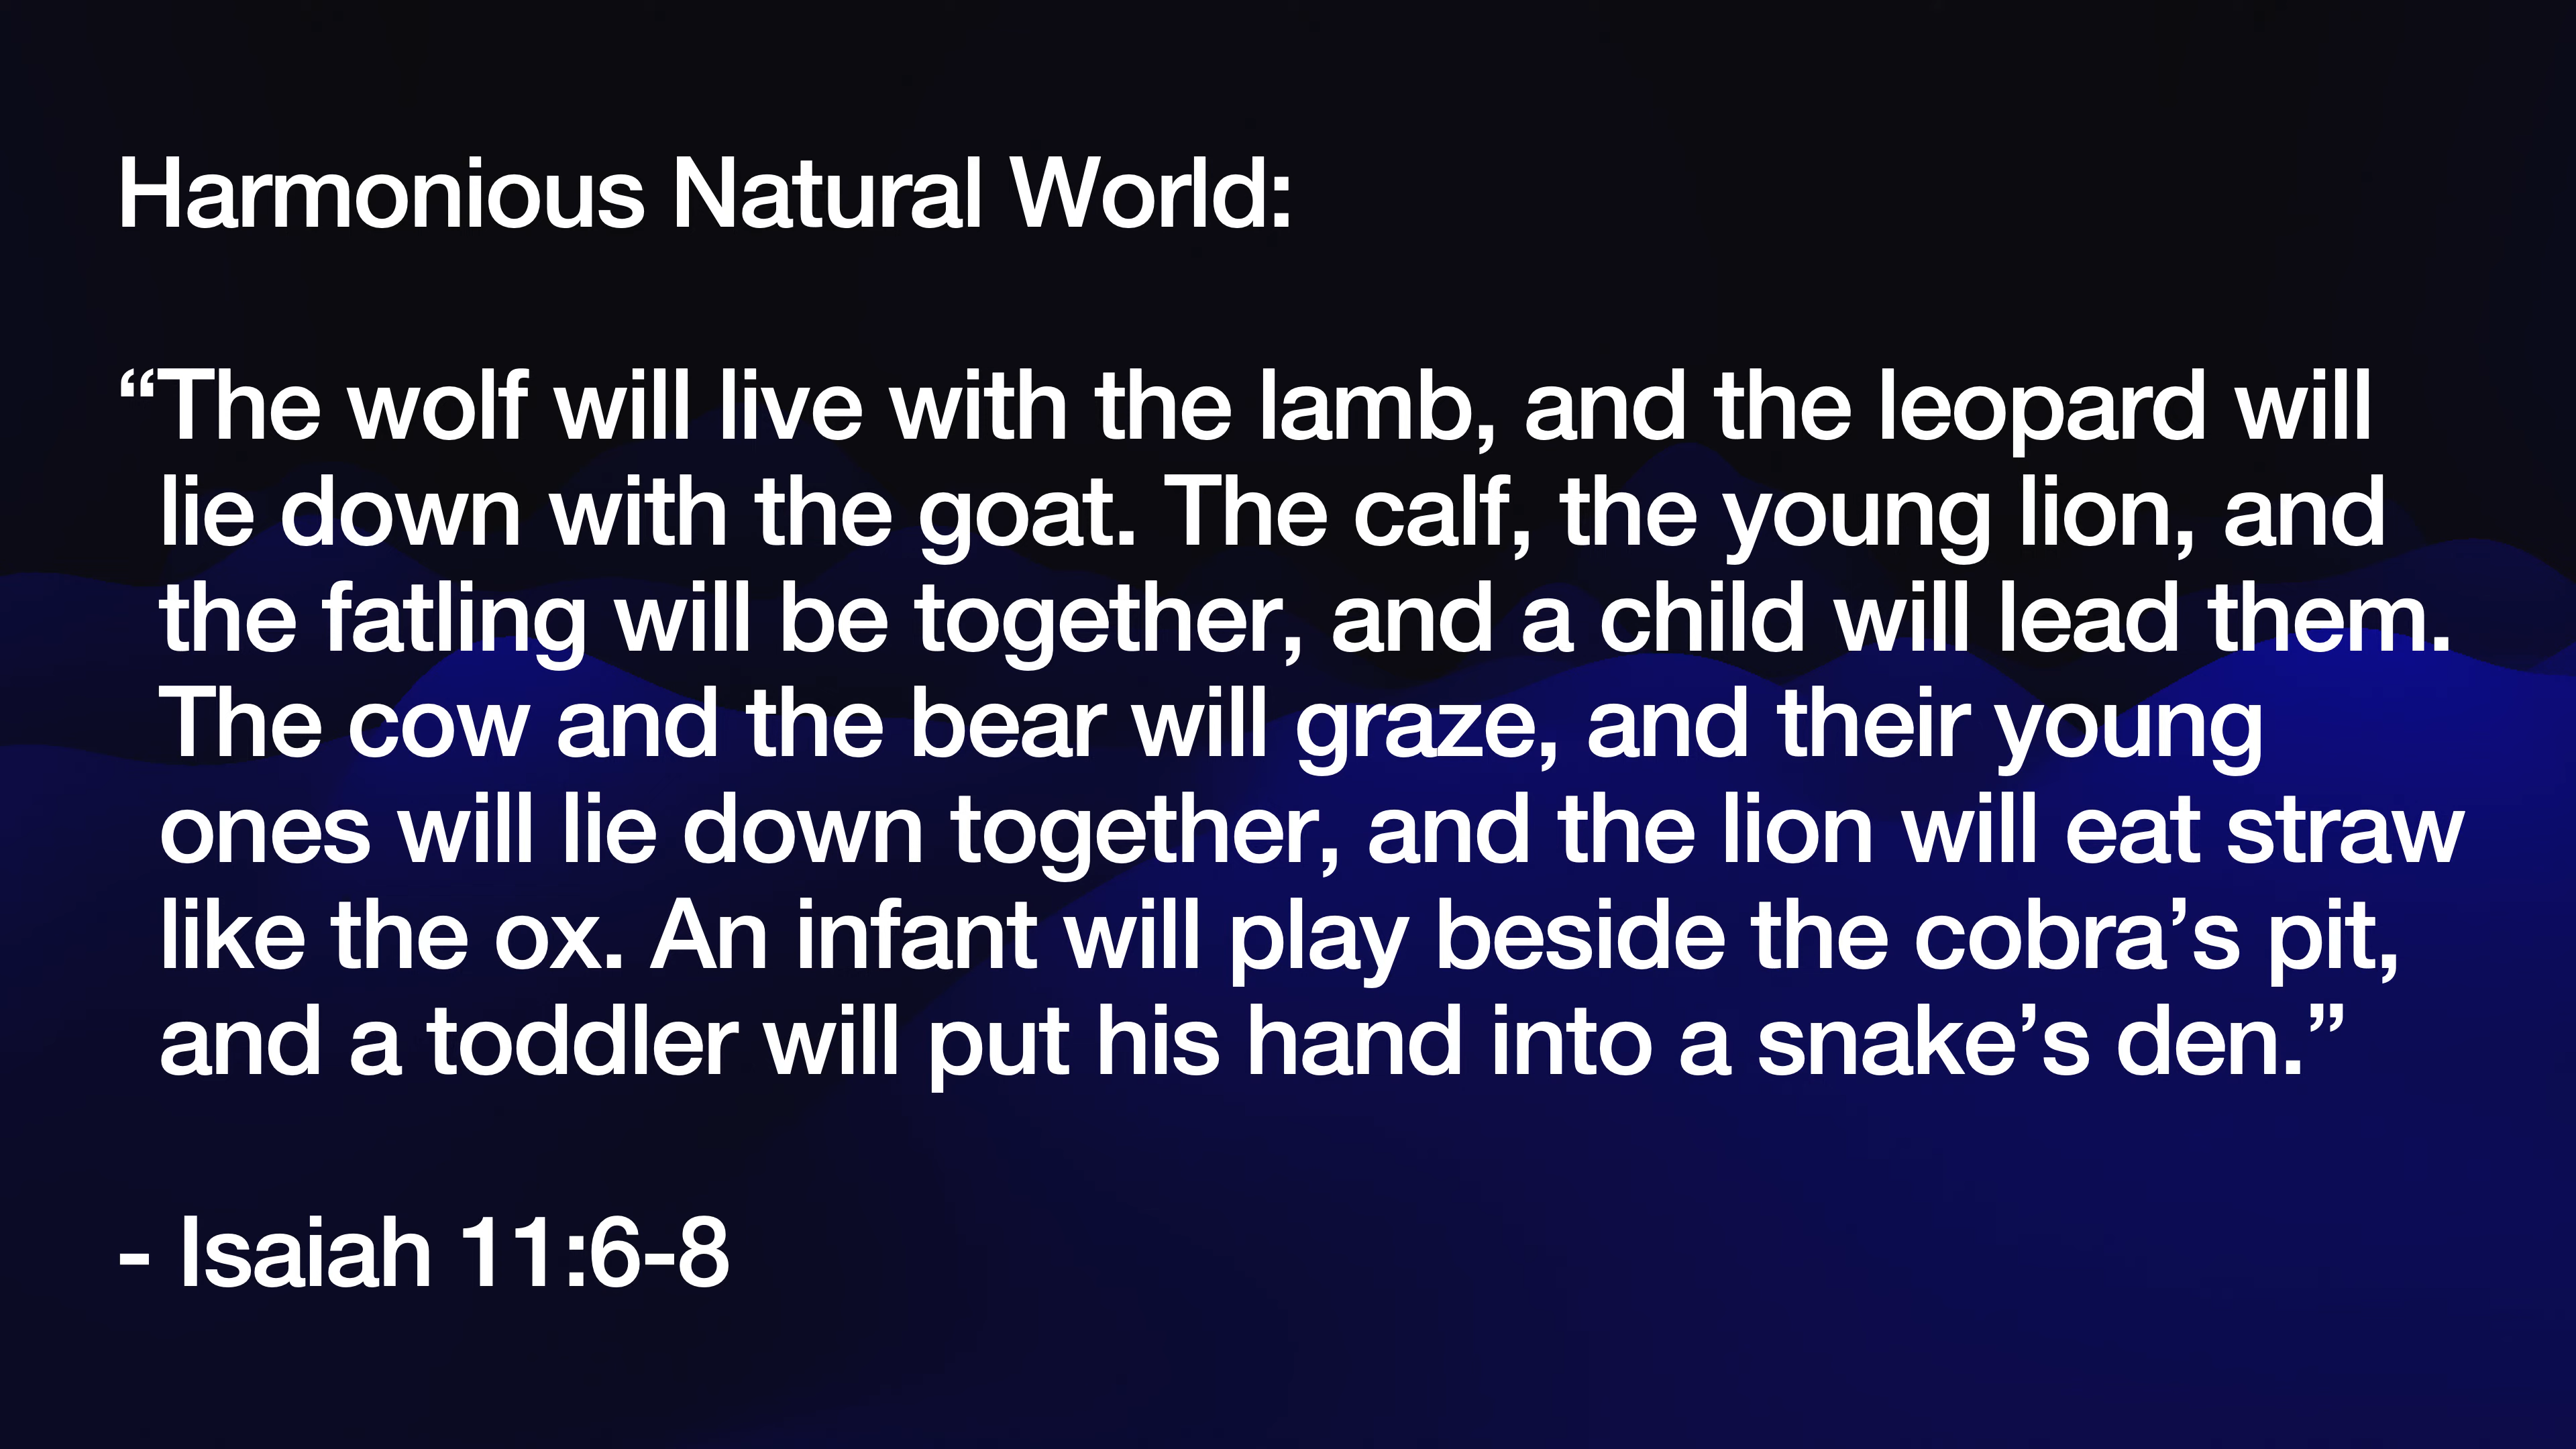 Harmonious Natural World:
“The wolf will live with the lamb, and the leopard will
lie down with the goat. The calf, the young lion, and
the fatling will be together, and a child will lead them.
The cow and the bear will graze, and their young
ones will lie down together, and the lion will eat straw
like the ox. An infant will play beside the cobra’s pit,
and a toddler will put his hand into a snake’s den.”
- Isaiah 11:6-8